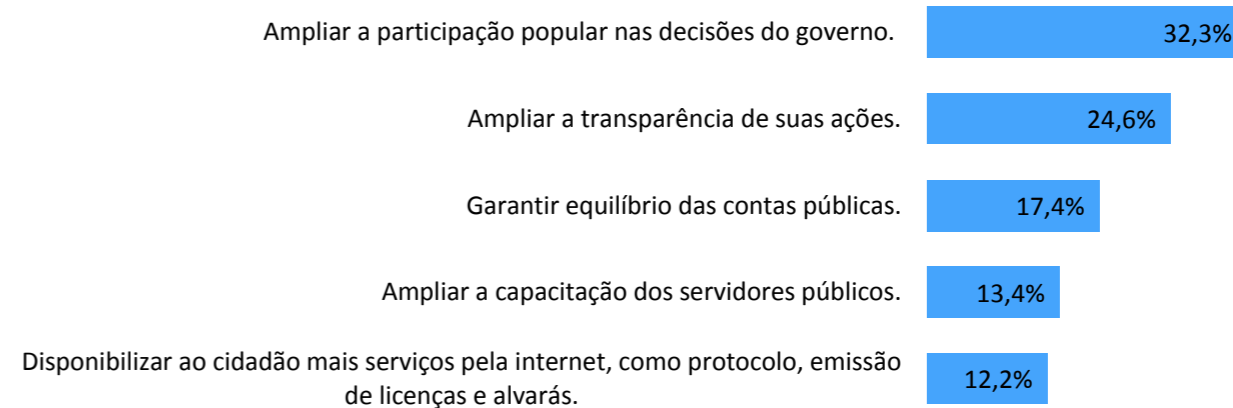 Ampliar a participação popular nas decisões do governo. 32,3%
Ampliar a transparência de suas ações. 24,6%
Garantir equilíbrio das contas públicas. 17,4%
Ampliar a capacitação dos servidores públicos. 13,4%
Disponibilizar ao cidadão mais serviços pela internet, como protocolo, emissão
de licenças e alvarás. 12,2%